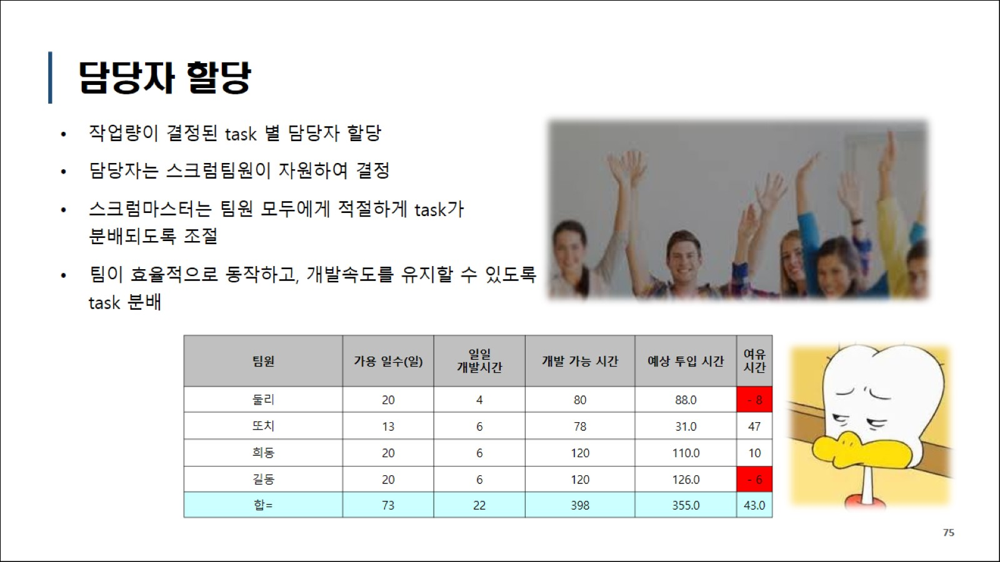 담당자 할당
• 작업량이 결정된 task 별 담당자 할당
• 담당자는 스크럼팀원이 자원하여 결정
• 스크럼마스터는 팀원 모두에게 적절하게 task가
분배되도록 조절
• 팀이 효율적으로 동작하고, 개발속도를 유지할 수 있도록
task 분배
팀원 가용 일수(일) 일일 개발시간 개발 가능 시간 예상 투입 시간 여유 시간
둘리 20 4 80 88.0 - 8
또치 13 6 78 31.0 47
희동 20 6 120 110.0 10
길동 20 6 120 126.0 - 6
합= 73 22 398 355.0 43.0
75